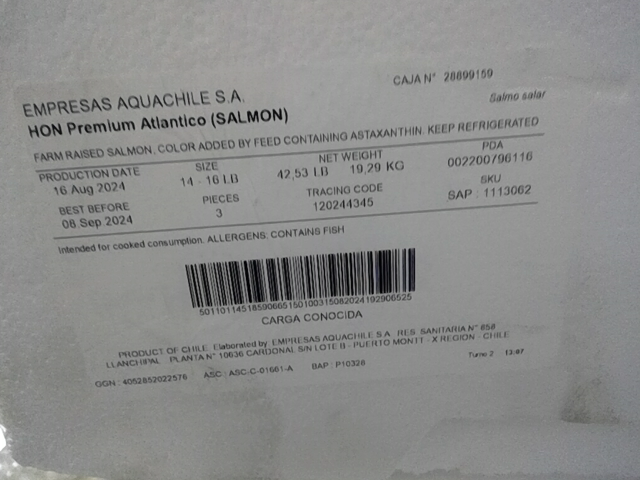 CAJA N° 28899159
EMPRESAS AQUACHILE S.A.
Salmo salar
HON Premium Atlantico (SALMON)
FARM RAISED SALMON, COLOR ADDED BY FEED CONTAINING ASTAXANTHIN. KEEP REFRIGERATED
PRODUCTION DATE SIZE NET WEIGHT PDA
16 Aug 2024 14 - 16 LB 42,53 LB 19,29 KG 002200796116
BEST BEFORE PIECES TRACING CODE SKU
06 Sep 2024 3 120244345 SAP : 1113062
Intended for cooked consumption. ALLERGENS: CONTAINS FISH
50110114518590665150100315082024192906525
CARGA CONOCIDA
PRODUCT OF CHILE. Elaborated by: EMPRESAS AQUACHILE S.A. RES. SANITARIA N° 658
LLANCHIPAL. PLANTA N° 10636 CARDONAL S/N LOTE B - PUERTO MONTT - X REGION - CHILE
GGN : 4052852022576 ASC : ASC-C-01661-A BAP : P10328 Turno 2